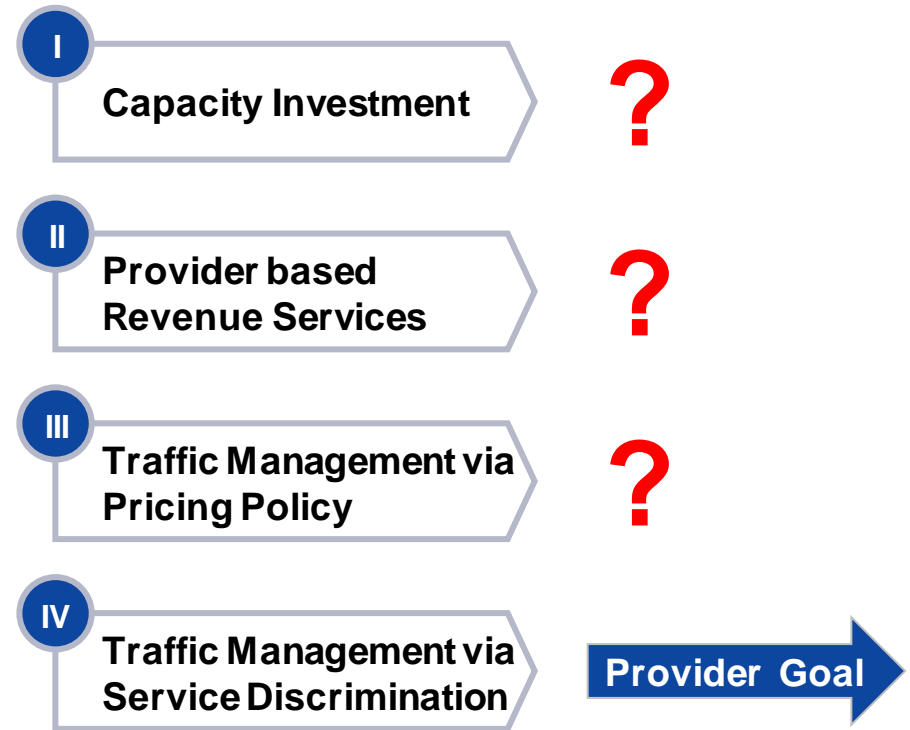 I
Capacity Investment
?
II
Provider based
Revenue Services
?
III
Traffic Management via
Pricing Policy
?
IV
Traffic Management via
Service Discrimination
Provider Goal